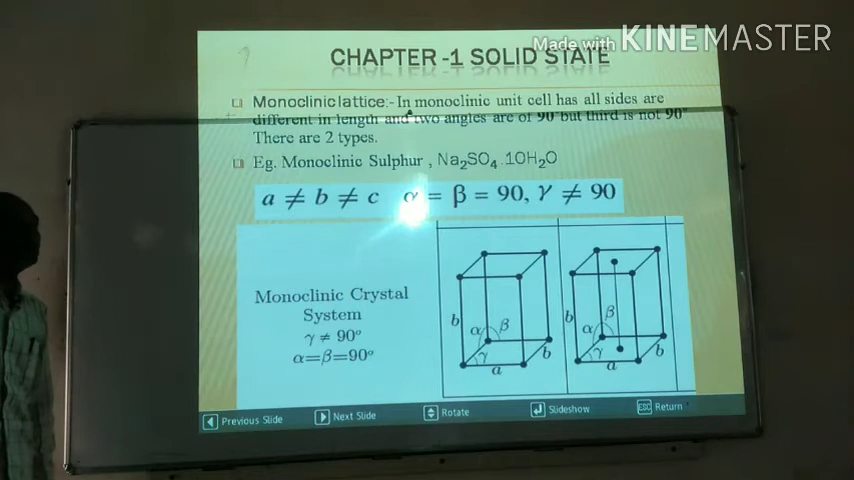 Made with KINEMASTER
CHAPTER -1 SOLID STATE
Monoclinic lattice:- In monoclinic unit cell has all sides are
different in length and two angles are of 90° but third is not 90°
There are 2 types.
Eg. Monoclinic Sulphur , Na₂SO₄ .10H₂O
a ≠ b ≠ c α = β = 90, γ ≠ 90
Monoclinic Crystal
System
γ ≠ 90°
α=β=90°
b α β γ a b
b α β γ a b
Previous Slide Next Slide Rotate Slideshow ESC Return